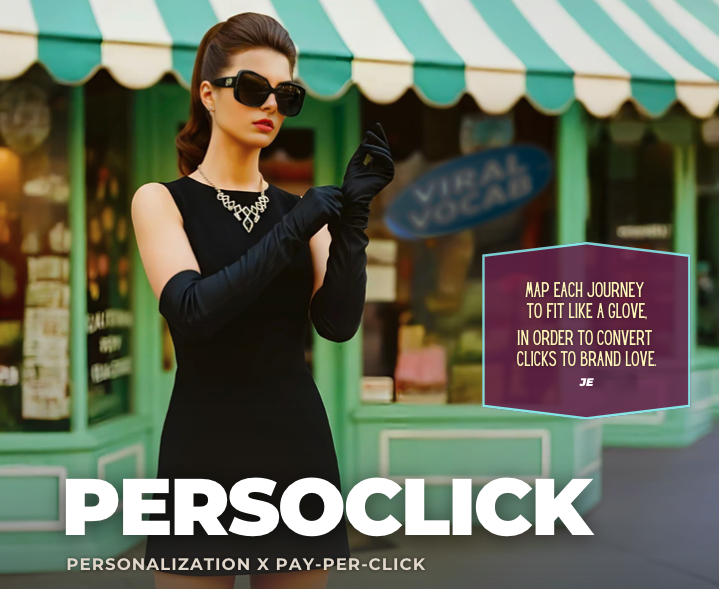 VIRAL
VOCAB
MAP EACH JOURNEY
TO FIT LIKE A GLOVE,
IN ORDER TO CONVERT
CLICKS TO BRAND LOVE.
JE
PERSOCLICK
PERSONALIZATION X PAY-PER-CLICK